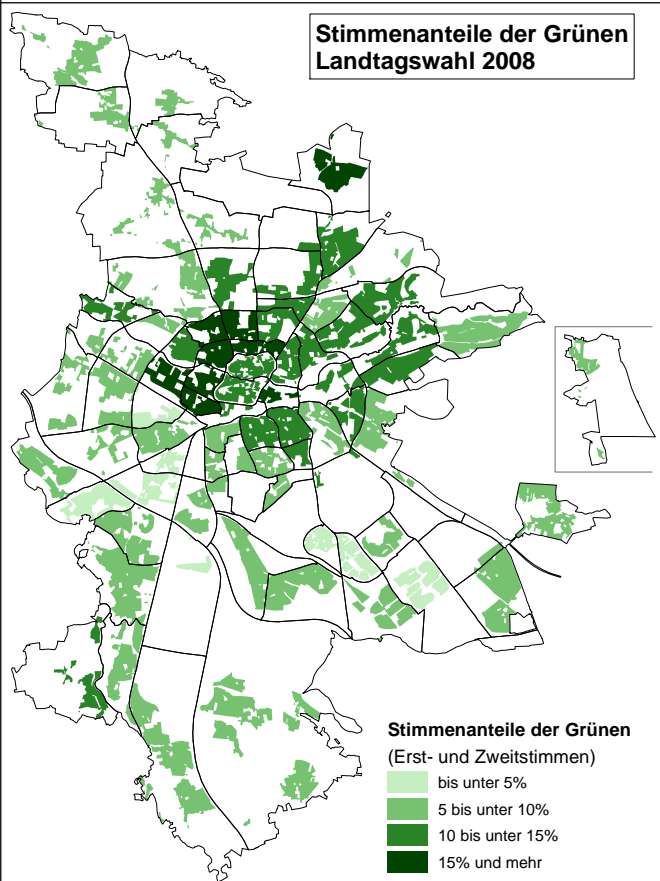 Stimmenanteile der Grünen
Landtagswahl 2008
Stimmenanteile der Grünen
(Erst- und Zweitstimmen)
bis unter 5%
5 bis unter 10%
10 bis unter 15%
15% und mehr